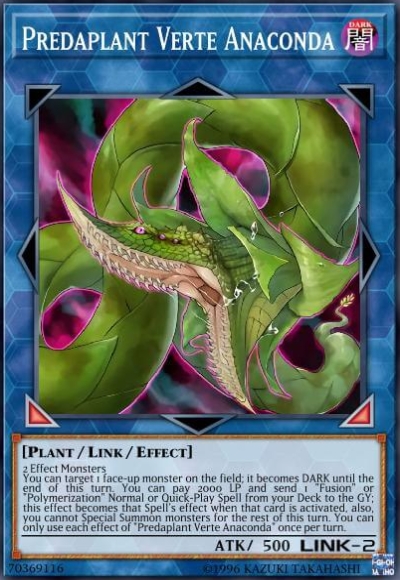 PREDAPLANT VERTE ANACONDA
DARK
闇
[PLANT / LINK / EFFECT]
2 Effect Monsters
You can target 1 face-up monster on the field; it becomes DARK until the
end of this turn. You can pay 2000 LP and send 1 "Fusion" or
"Polymerization" Normal or Quick-Play Spell from your Deck to the GY;
this effect becomes that Spell's effect when that card is activated, also,
you cannot Special Summon monsters for the rest of this turn. You can
only use each effect of "Predaplant Verte Anaconda" once per turn.
ATK/ 500 LINK-2
70369116 ©1996 KAZUKI TAKAHASHI